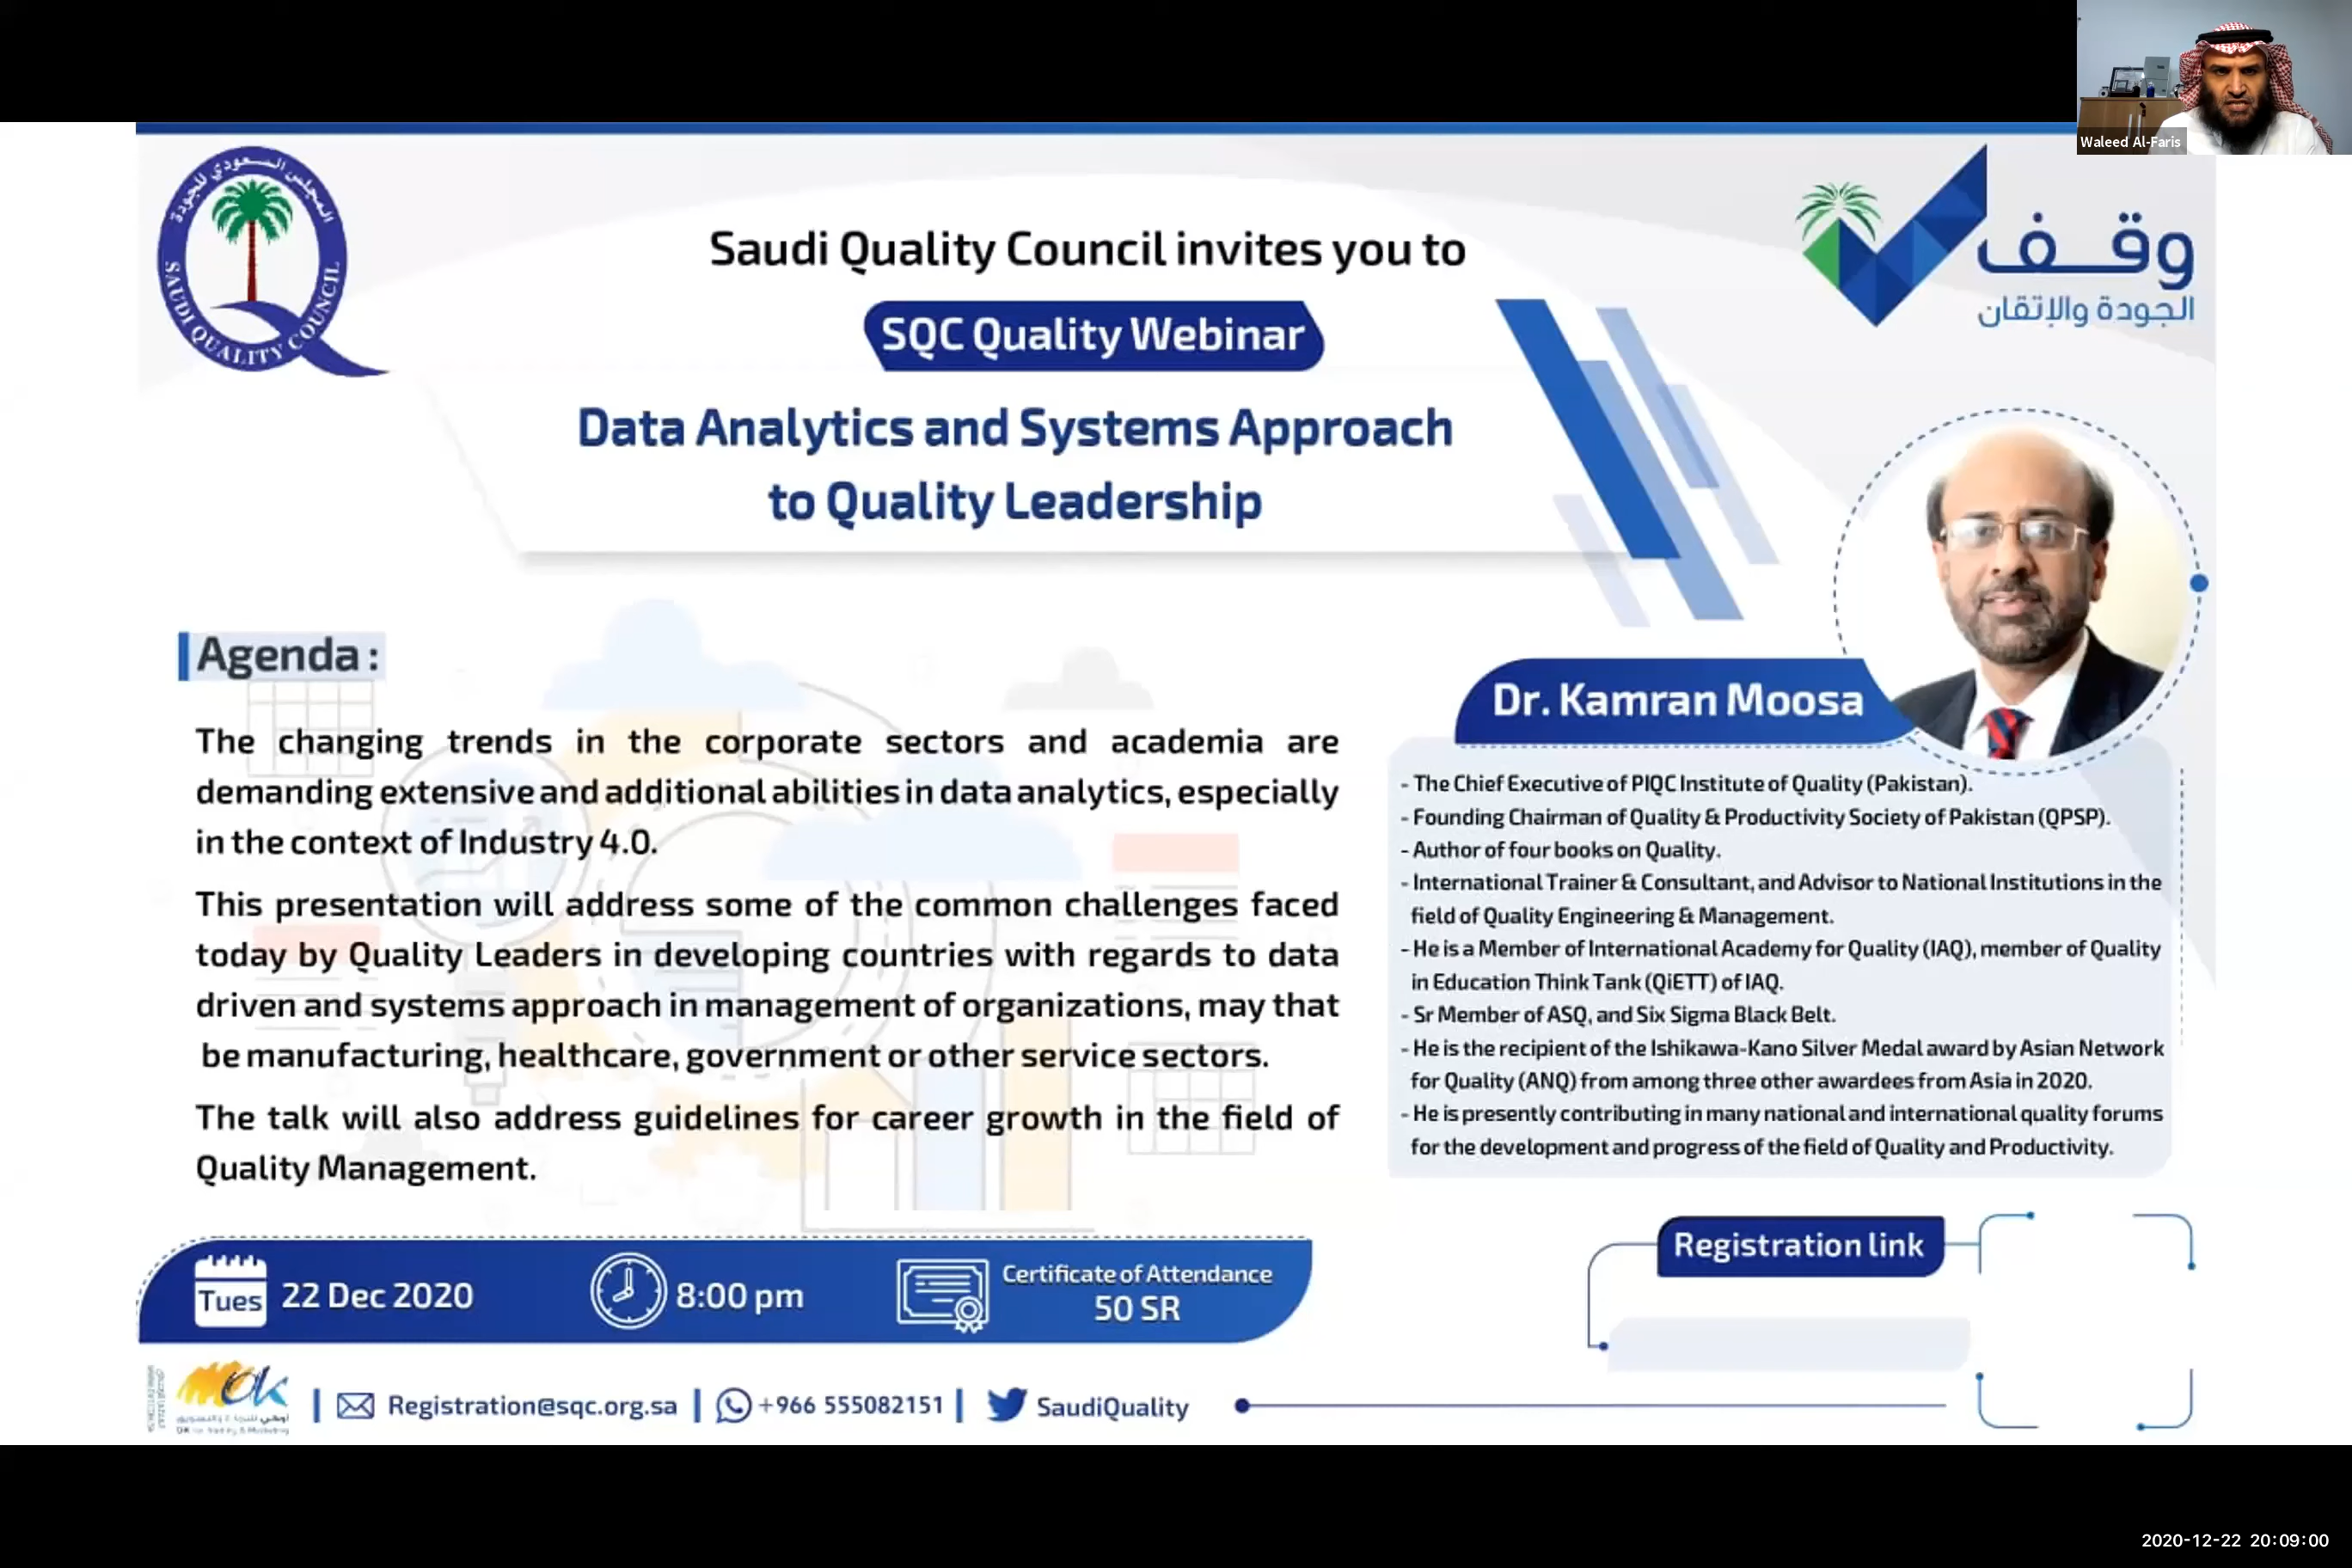 Waleed Al-Faris
المجلس السعودي للجودة
SAUDI QUALITY COUNCIL
Saudi Quality Council invites you to
SQC Quality Webinar
Data Analytics and Systems Approach
to Quality Leadership
وقف
الجودة والإتقان
Agenda :
The changing trends in the corporate sectors and academia are
demanding extensive and additional abilities in data analytics, especially
in the context of Industry 4.0.
This presentation will address some of the common challenges faced
today by Quality Leaders in developing countries with regards to data
driven and systems approach in management of organizations, may that
be manufacturing, healthcare, government or other service sectors.
The talk will also address guidelines for career growth in the field of
Quality Management.
Dr. Kamran Moosa
- The Chief Executive of PIQC Institute of Quality (Pakistan).
- Founding Chairman of Quality & Productivity Society of Pakistan (QPSP).
- Author of four books on Quality.
- International Trainer & Consultant, and Advisor to National Institutions in the
field of Quality Engineering & Management.
- He is a Member of International Academy for Quality (IAQ), member of Quality
in Education Think Tank (QiETT) of IAQ.
- Sr Member of ASQ, and Six Sigma Black Belt.
- He is the recipient of the Ishikawa-Kano Silver Medal award by Asian Network
for Quality (ANQ) from among three other awardees from Asia in 2020.
- He is presently contributing in many national and international quality forums
for the development and progress of the field of Quality and Productivity.
Tues
22 Dec 2020
8:00 pm
Certificate of Attendance
50 SR
Registration link
Ok
OK for Trading & Marketing
Registration@sqc.org.sa
+966 555082151
SaudiQuality
2020-12-22 20:09:00